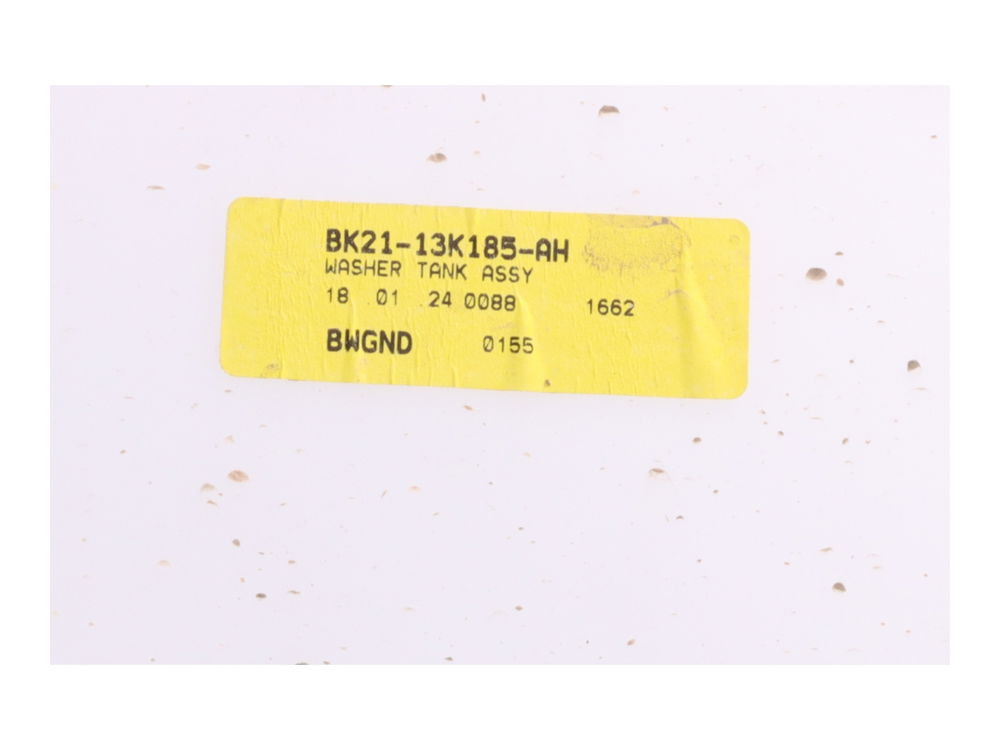 BK21-13K185-AH
WASHER TANK ASSY
18 .01 .24 0088 1662
BWGND 0155